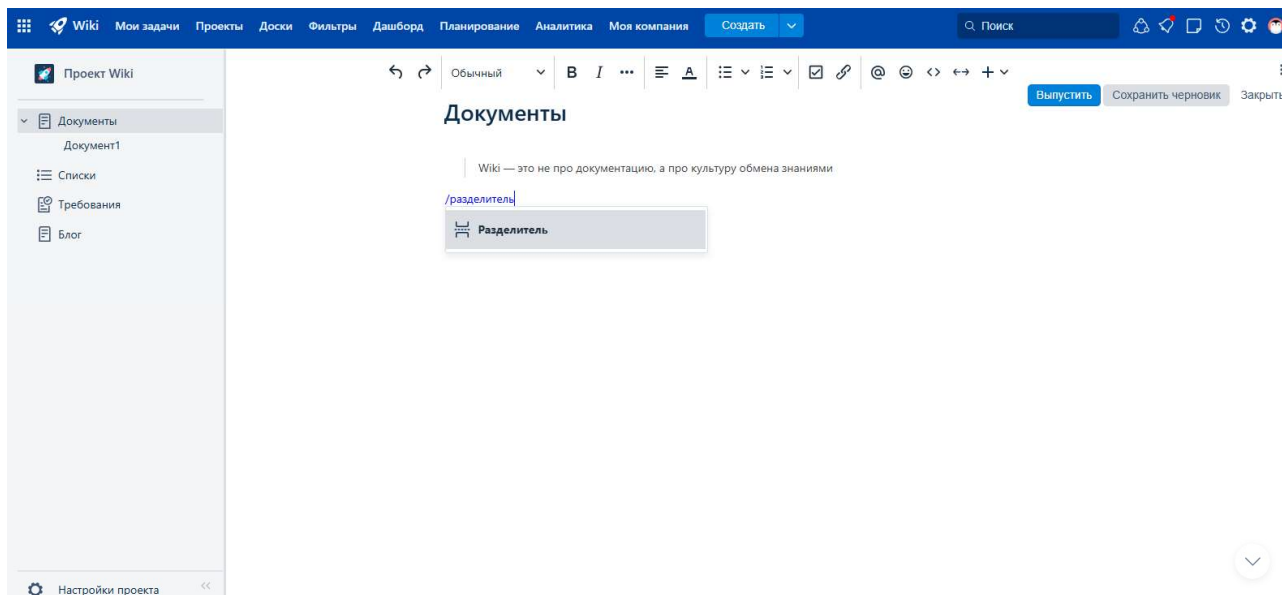 Wiki Мои задачи Проекты Доски Фильтры Дашборд Планирование Аналитика Моя компания Создать Поиск
Проект Wiki
Обычный B I ... A @
Выпустить Сохранить черновик Закрыть
Документы
Документы
Документ1
Списки
Требования
Блог
Wiki — это не про документацию, а про культуру обмена знаниями
/разделитель
Разделитель
Настройки проекта